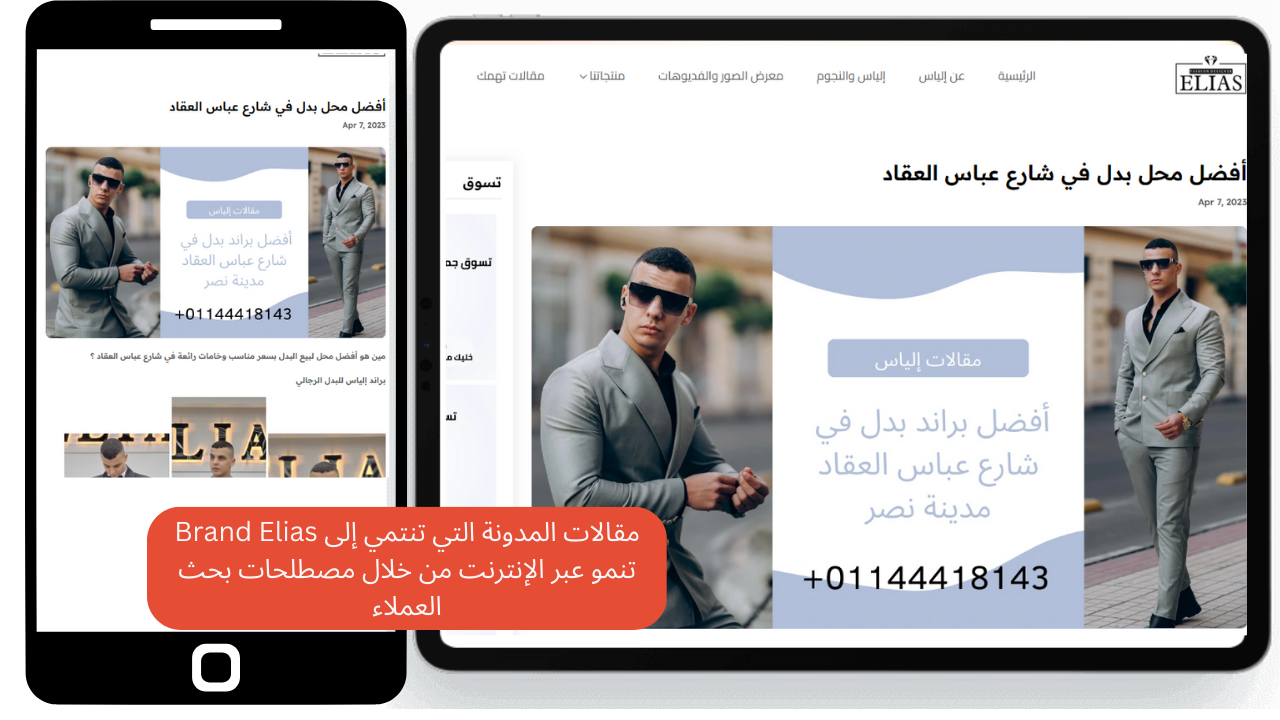 أفضل محل بدل في شارع عباس العقاد
Apr 7, 2023
مقالات إلياس
أفضل براند بدل في
شارع عباس العقاد
مدينة نصر
+01144418143
مين هو أفضل محل لبيع البدل بسعر مناسب وخامات رائعة في شارع عباس العقاد ؟
براند إلياس للبدل الرجالي
ELIA
ELIAS
الرئيسية
عن إلياس
إلياس والنجوم
معرض الصور والفديوهات
منتجاتنا
مقالات تهمك
أفضل محل بدل في شارع عباس العقاد
Apr 7, 2023
تسوق
تسوق جم
خليك م
تس
مقالات إلياس
أفضل براند بدل في
شارع عباس العقاد
مدينة نصر
+01144418143
مقالات المدونة التي تنتمي إلى Brand Elias
تنمو عبر الإنترنت من خلال مصطلحات بحث
العملاء